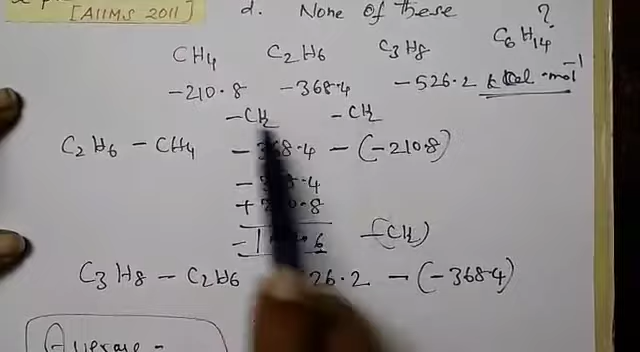 [AIIMS 2011] d. None of these
?
CH4 C2H6 C3H8 C6H14
-210.8 -368.4 -526.2 kCal.mol-1
-CH2 -CH2
C2H6 - CH4 - 368.4 - (-210.8)
+
(CH2)
C3H8 - C2H6 - (-368.4)
Average -